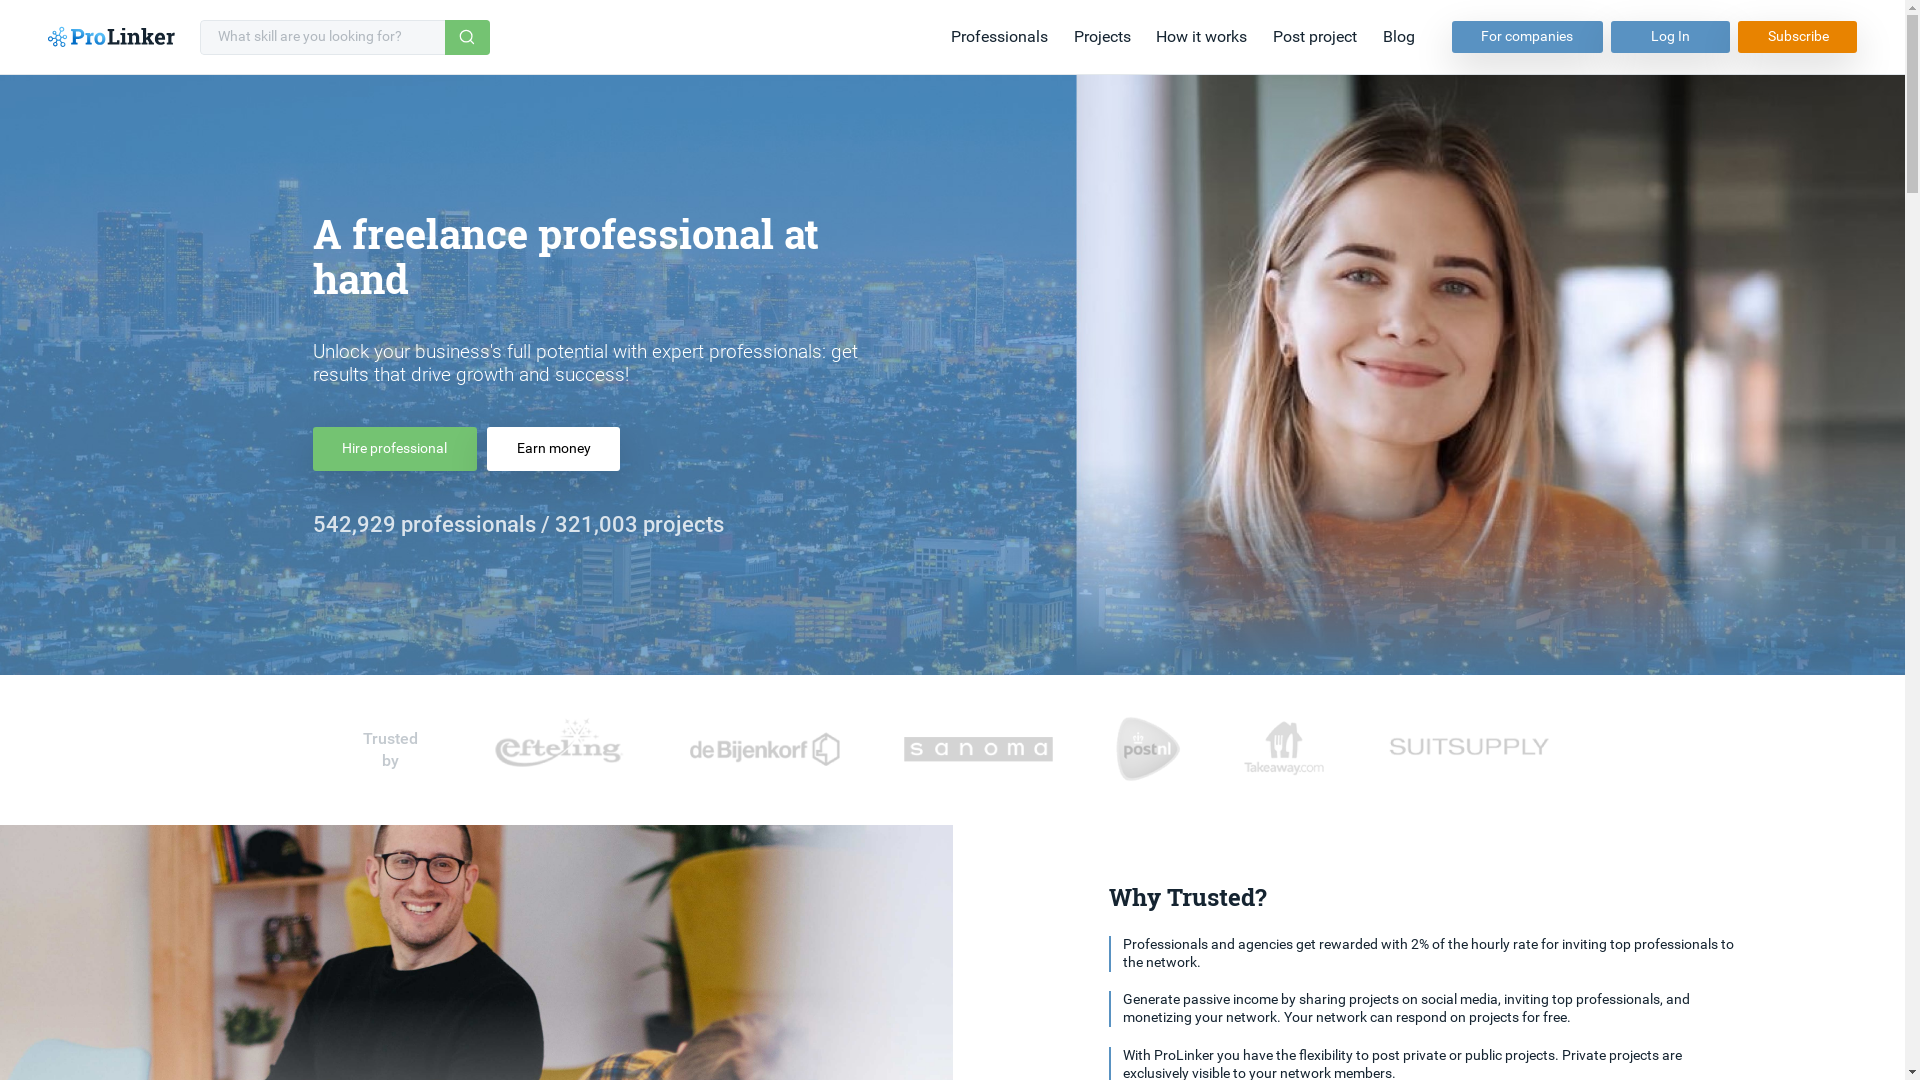 ProLinker
What skill are you looking for?
Professionals
Projects
How it works
Post project
Blog
For companies
Log In
Subscribe
A freelance professional at
hand
Unlock your business's full potential with expert professionals: get
results that drive growth and success!
Hire professional
Earn money
542,929 professionals / 321,003 projects
Trusted
by
efteling
de Bijenkorf
sanoma
postnl
Takeaway.com
SUITSUPPLY
Why Trusted?
Professionals and agencies get rewarded with 2% of the hourly rate for inviting top professionals to
the network.
Generate passive income by sharing projects on social media, inviting top professionals, and
monetizing your network. Your network can respond on projects for free.
With ProLinker you have the flexibility to post private or public projects. Private projects are
exclusively visible to your network members.